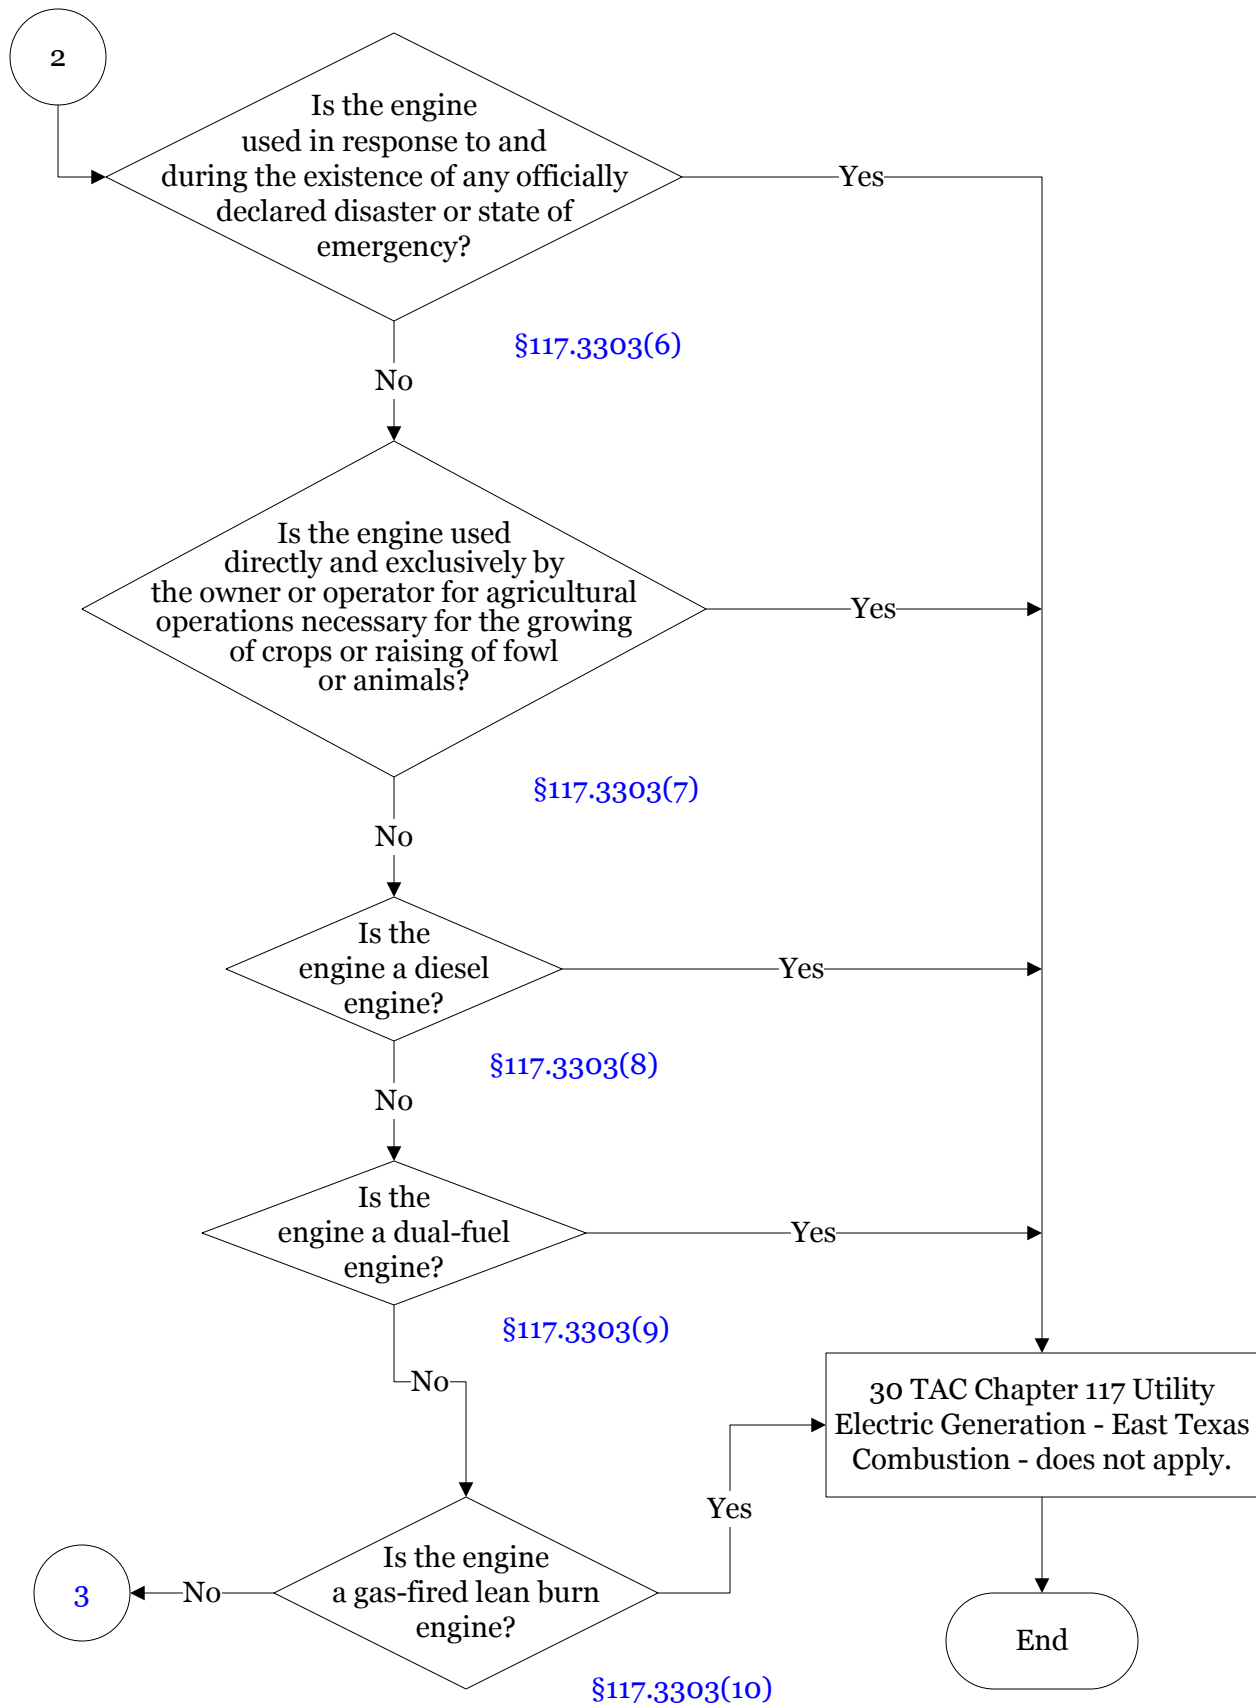 2
Is the engine
used in response to and
during the existence of any officially
declared disaster or state of
emergency?
Yes
§117.3303(6)
No
Is the engine used
directly and exclusively by
the owner or operator for agricultural
operations necessary for the growing
of crops or raising of fowl
or animals?
Yes
§117.3303(7)
No
Is the
engine a diesel
engine?
Yes
§117.3303(8)
No
Is the
engine a dual-fuel
engine?
Yes
§117.3303(9)
No
30 TAC Chapter 117 Utility
Electric Generation - East Texas
Combustion - does not apply.
Yes
Is the engine
a gas-fired lean burn
engine?
No
3
End
§117.3303(10)